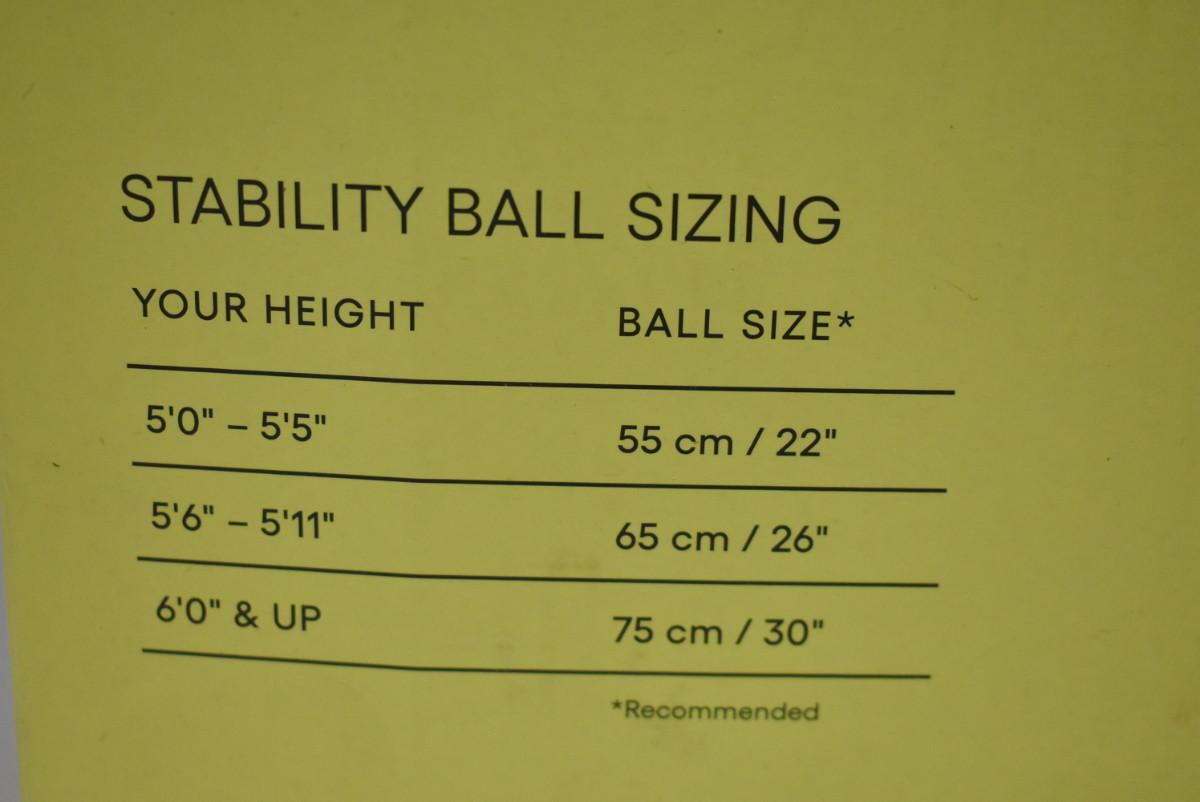 STABILITY BALL SIZING
YOUR HEIGHT BALL SIZE*
5'0" – 5'5" 55 cm / 22"
5'6" – 5'11" 65 cm / 26"
6'0" & UP 75 cm / 30"
*Recommended